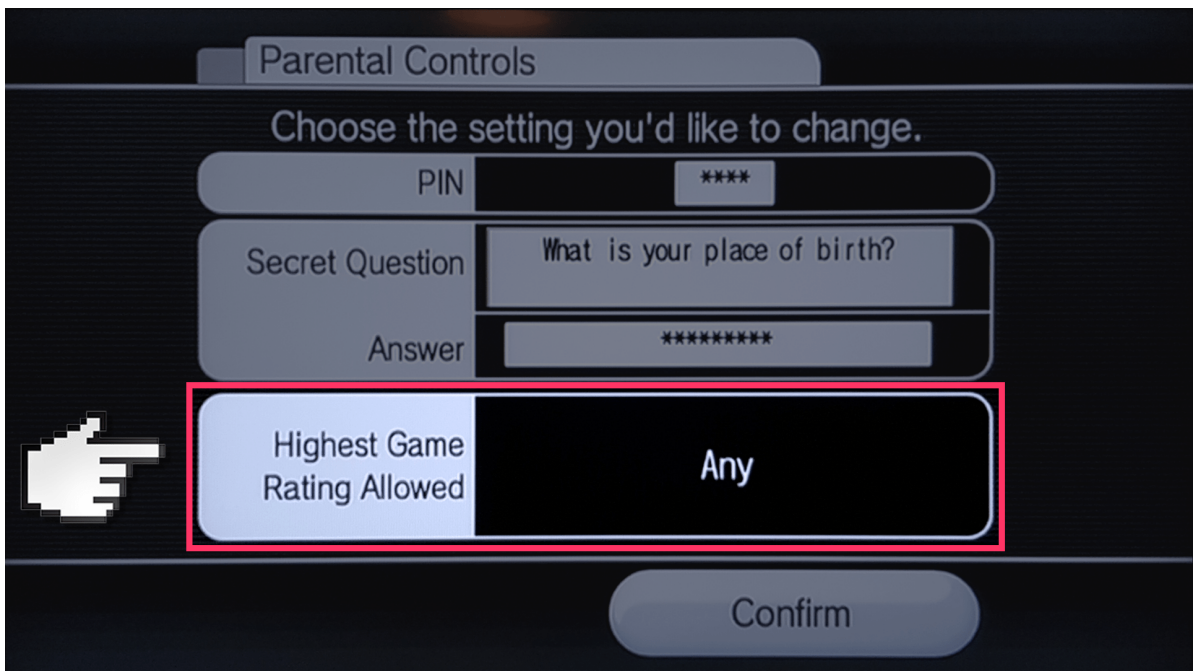 Parental Controls
Choose the setting you'd like to change.
PIN
****
Secret Question
What is your place of birth?
Answer
*********
Highest Game
Rating Allowed
Any
Confirm